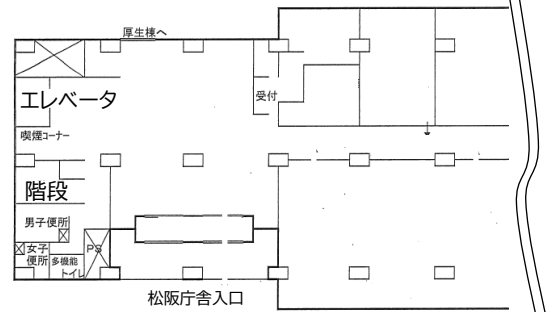 厚生棟へ
エレベータ
受付
喫煙コーナー
階段
男子便所
女子
便所
多機能
トイレ
PS
松阪庁舎入口